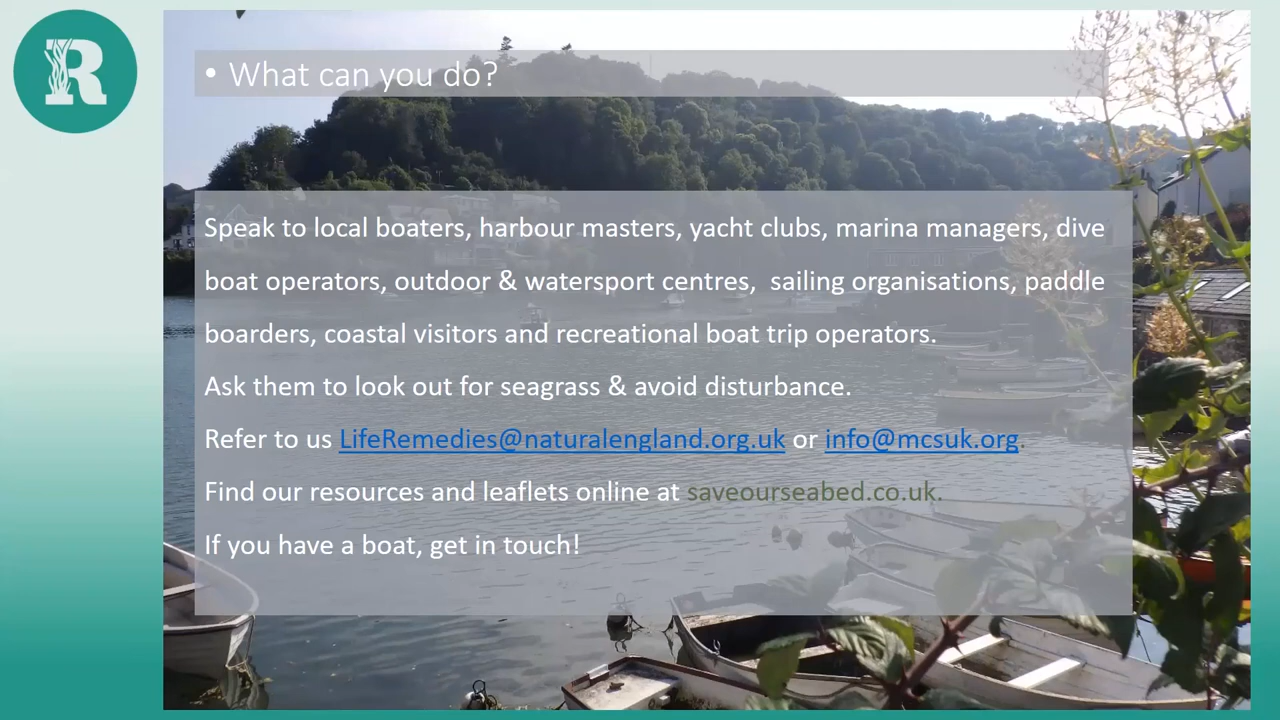 R
• What can you do?
Speak to local boaters, harbour masters, yacht clubs, marina managers, dive
boat operators, outdoor & watersport centres,  sailing organisations, paddle
boarders, coastal visitors and recreational boat trip operators.
Ask them to look out for seagrass & avoid disturbance.
Refer to us LifeRemedies@naturalengland.org.uk or info@mcsuk.org.
Find our resources and leaflets online at saveourseabed.co.uk.
If you have a boat, get in touch!